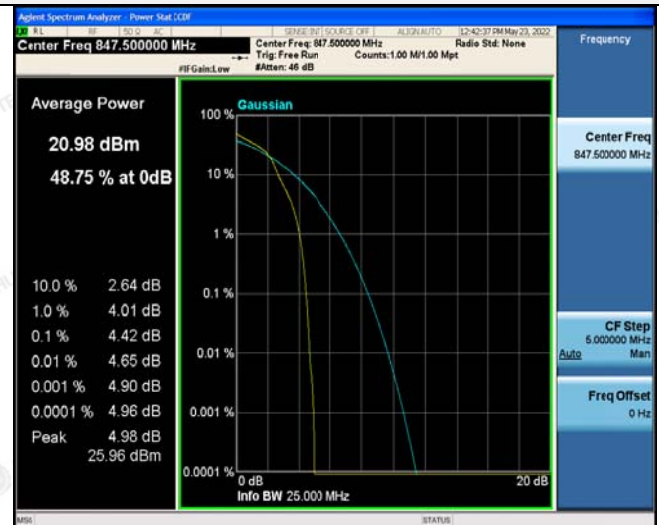 Agilent Spectrum Analyzer - Power Stat CCDF
RL RF 50 Ω AC SENSE:INT SOURCE OFF ALIGN AUTO 12:42:37 PM May 23, 2022
Center Freq 847.500000 MHz
Center Freq: 847.500000 MHz Radio Std: None
Trig: Free Run Counts:1.00 M/1.00 Mpt
#IFGain:Low #Atten: 46 dB
Frequency
Average Power
20.98 dBm
48.75 % at 0dB
10.0 % 2.64 dB
1.0 % 4.01 dB
0.1 % 4.42 dB
0.01 % 4.65 dB
0.001 % 4.90 dB
0.0001 % 4.96 dB
Peak 4.98 dB
25.96 dBm
Gaussian
100 %
10 %
1 %
0.1 %
0.01 %
0.001 %
0.0001 %
0 dB 20 dB
Info BW 25.000 MHz
Center Freq
847.500000 MHz
CF Step
5.000000 MHz
Auto Man
Freq Offset
0 Hz
MSG STATUS